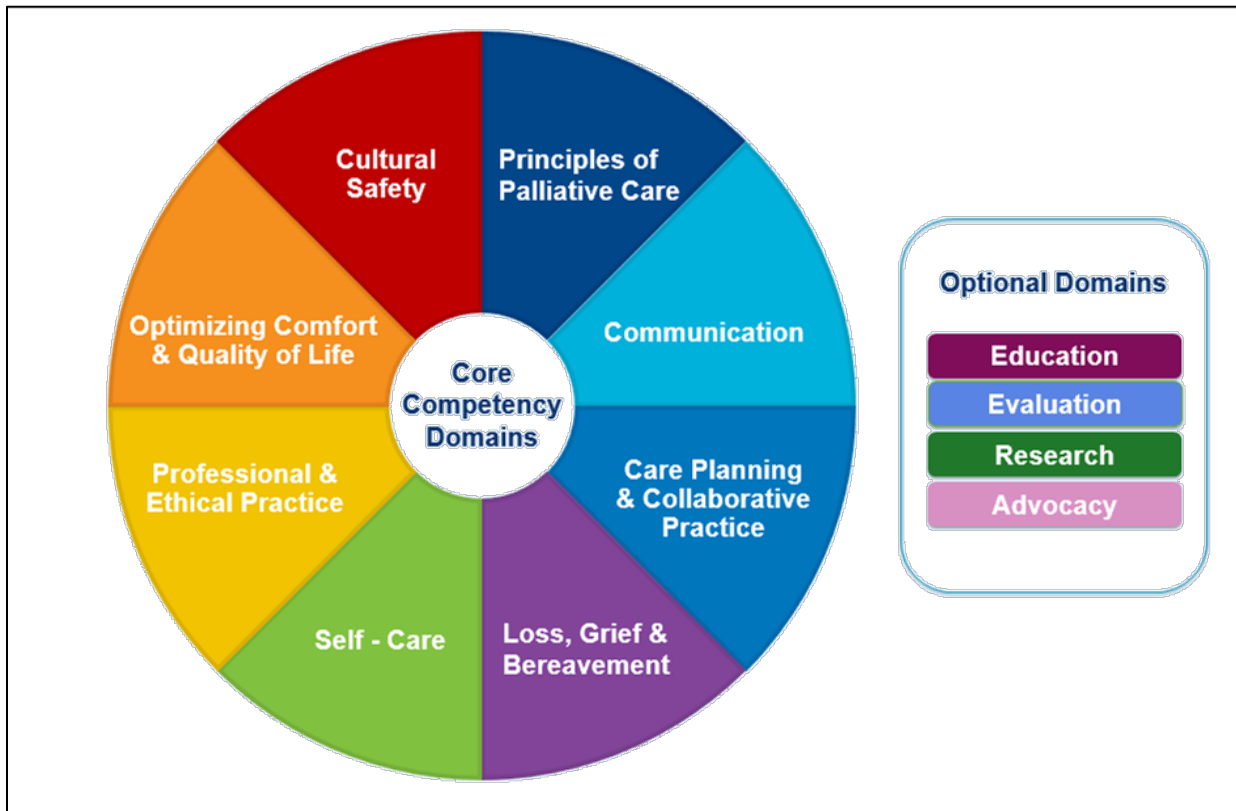 Cultural
Safety
Principles of
Palliative Care
Communication
Care Planning
& Collaborative
Practice
Loss, Grief &
Bereavement
Self - Care
Professional &
Ethical Practice
Optimizing Comfort
& Quality of Life
Core
Competency
Domains
Optional Domains
Education
Evaluation
Research
Advocacy